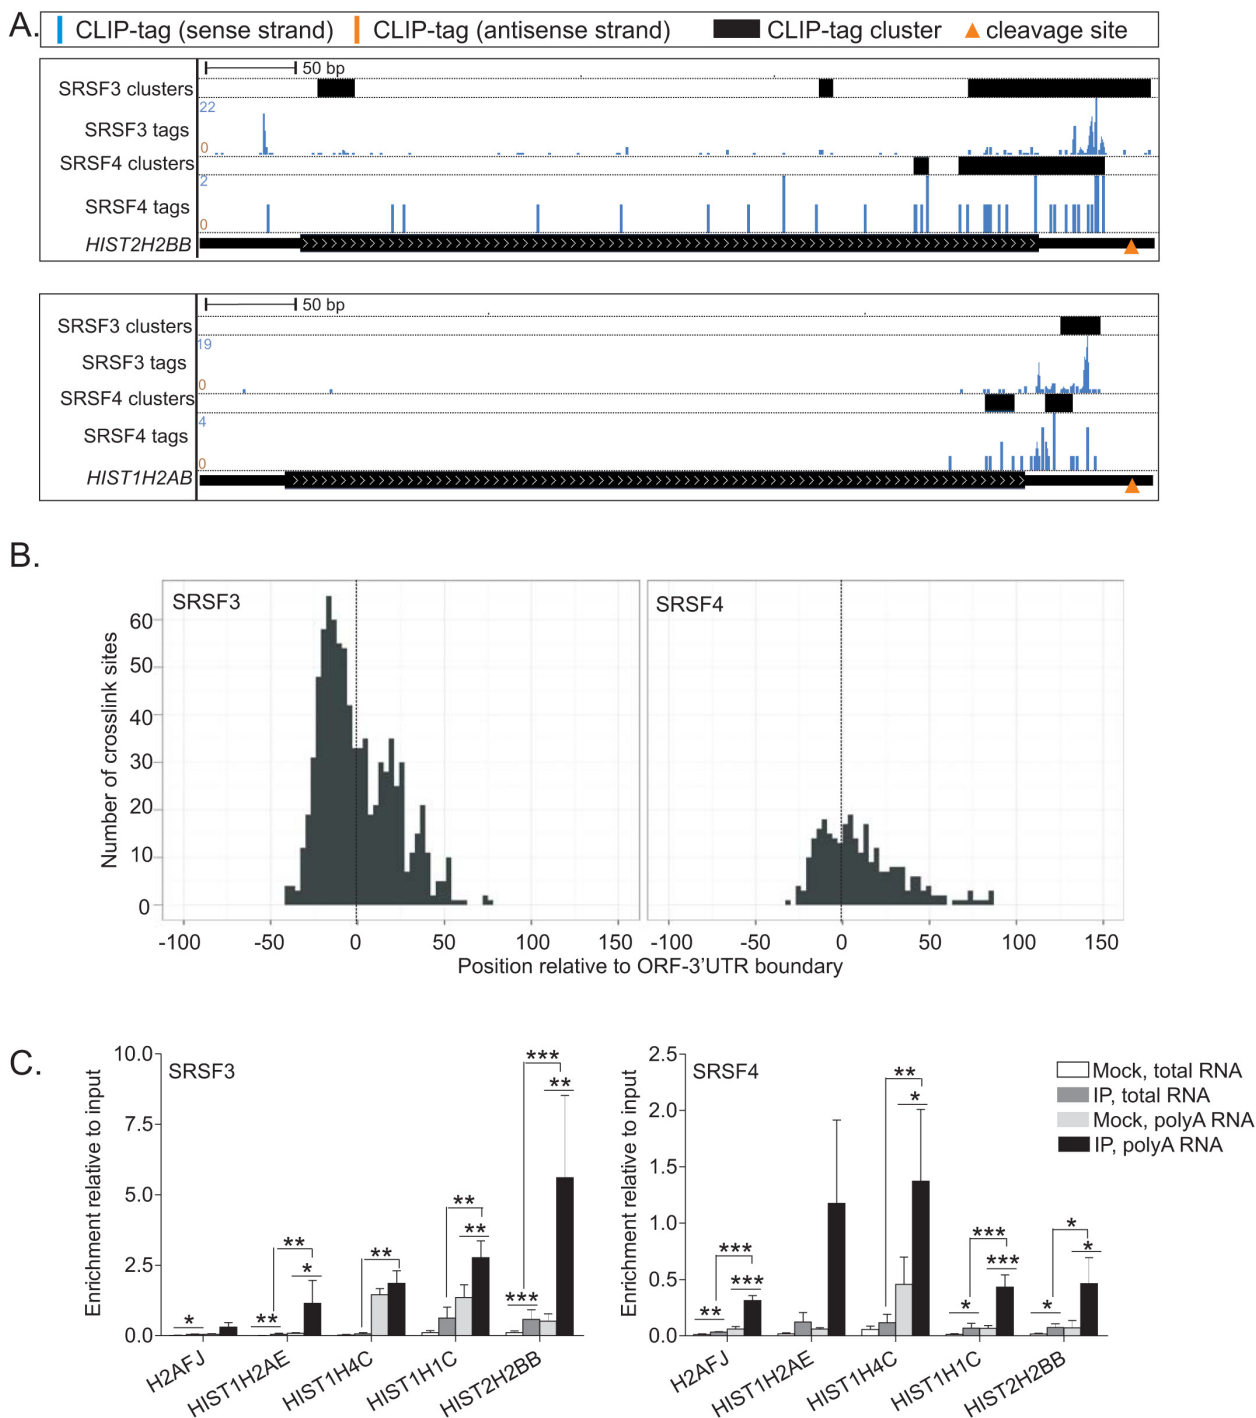 A.
CLIP-tag (sense strand) CLIP-tag (antisense strand) CLIP-tag cluster cleavage site
50 bp
SRSF3 clusters
22
SRSF3 tags
0
SRSF4 clusters
2
SRSF4 tags
0
HIST2H2BB
50 bp
SRSF3 clusters
19
SRSF3 tags
0
SRSF4 clusters
4
SRSF4 tags
0
HIST1H2AB
B.
SRSF3 SRSF4
Number of crosslink sites
60
50
40
30
20
10
0
-100 -50 0 50 100 150 -100 -50 0 50 100 150
Position relative to ORF-3'UTR boundary
C.
SRSF3
Enrichment relative to input
10.0
7.5
5.0
2.5
0.0
* ** ** * ** ** ** *** *** **
H2AFJ HIST1H2AE HIST1H4C HIST1H1C HIST2H2BB
SRSF4
Enrichment relative to input
2.5
2.0
1.5
1.0
0.5
0.0
** *** *** ** * * *** *** * * *
H2AFJ HIST1H2AE HIST1H4C HIST1H1C HIST2H2BB
Mock, total RNA
IP, total RNA
Mock, polyA RNA
IP, polyA RNA